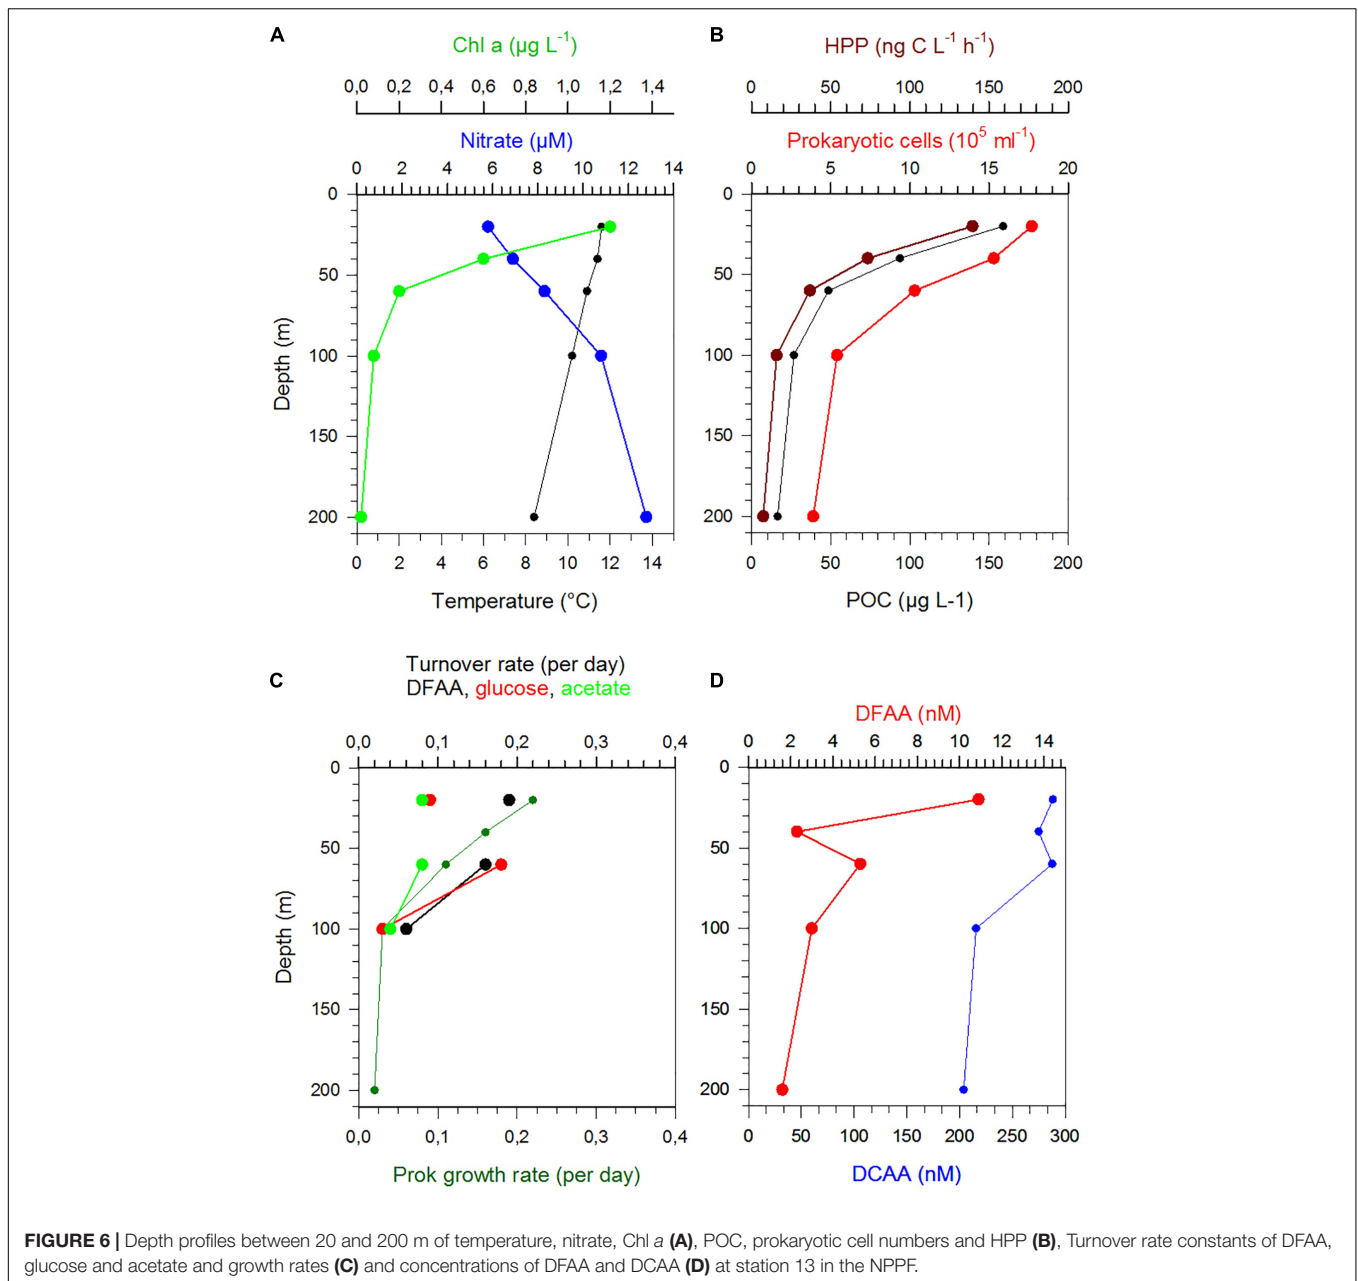 A
Chl a (µg L-1)
0,0 0,2 0,4 0,6 0,8 1,0 1,2 1,4
Nitrate (µM)
0 2 4 6 8 10 12 14
0
50
100
150
200
Depth (m)
0 2 4 6 8 10 12 14
Temperature (°C)
B
HPP (ng C L-1 h-1)
0 50 100 150 200
Prokaryotic cells (10^5 ml-1)
0 5 10 15 20
0
50
100
150
200
0 50 100 150 200
POC (µg L-1)
C
Turnover rate (per day)
DFAA, glucose, acetate
0,0 0,1 0,2 0,3 0,4
0
50
100
150
200
Depth (m)
0,0 0,1 0,2 0,3 0,4
Prok growth rate (per day)
D
DFAA (nM)
0 2 4 6 8 10 12 14
0
50
100
150
200
0 50 100 150 200 250 300
DCAA (nM)
FIGURE 6 | Depth profiles between 20 and 200 m of temperature, nitrate, Chl a (A), POC, prokaryotic cell numbers and HPP (B), Turnover rate constants of DFAA,
glucose and acetate and growth rates (C) and concentrations of DFAA and DCAA (D) at station 13 in the NPPF.